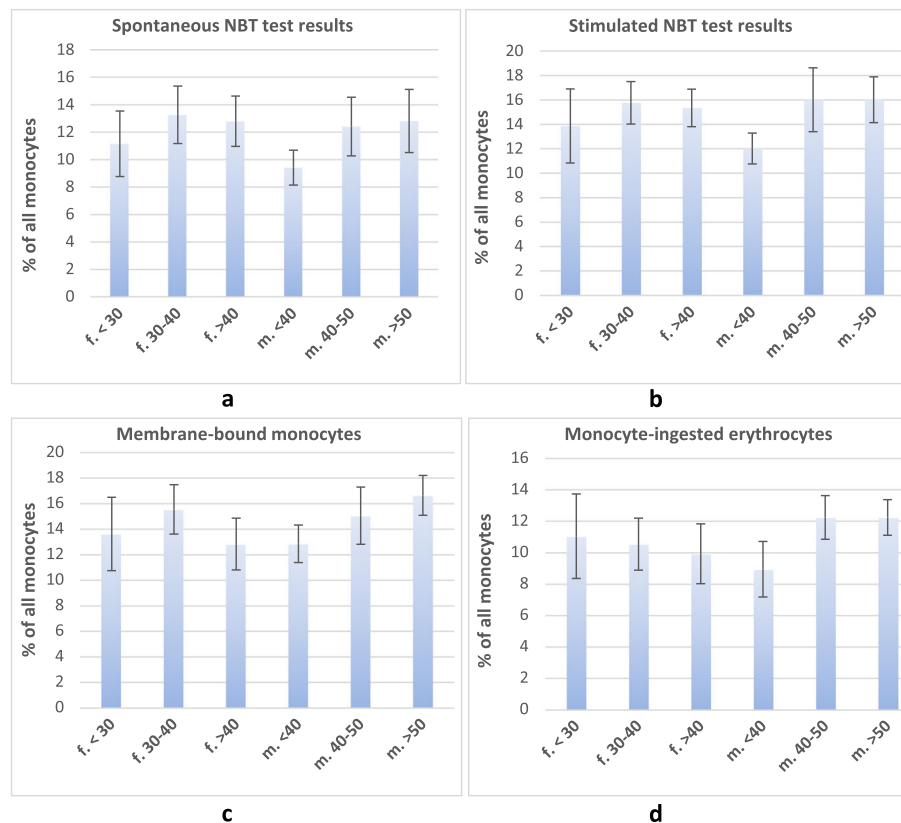 Spontaneous NBT test results
% of all monocytes
18
16
14
12
10
8
6
4
2
0
f. < 30
f. 30-40
f. >40
m. <40
m. 40-50
m. >50
a
Stimulated NBT test results
% of all monocytes
20
18
16
14
12
10
8
6
4
2
0
f. < 30
f. 30-40
f. >40
m. <40
m. 40-50
m. >50
b
Membrane-bound monocytes
% of all monocytes
20
18
16
14
12
10
8
6
4
2
0
f. < 30
f. 30-40
f. >40
m. <40
m. 40-50
m. >50
c
Monocyte-ingested erythrocytes
% of all monocytes
16
14
12
10
8
6
4
2
0
f. < 30
f. 30-40
f. >40
m. <40
m. 40-50
m. >50
d